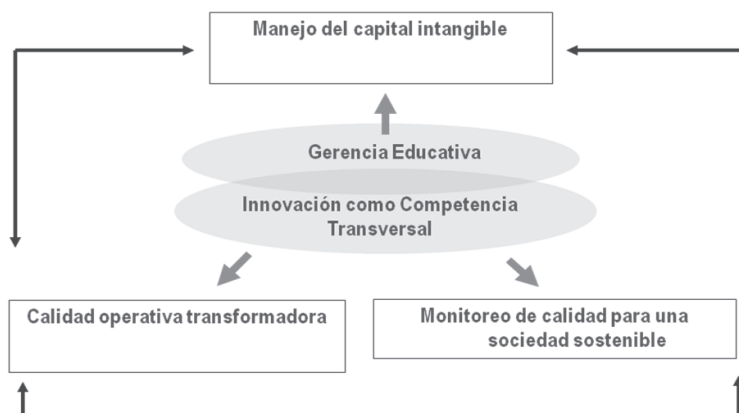 Manejo del capital intangible
Gerencia Educativa
Innovación como Competencia
Transversal
Calidad operativa transformadora
Monitoreo de calidad para una
sociedad sostenible